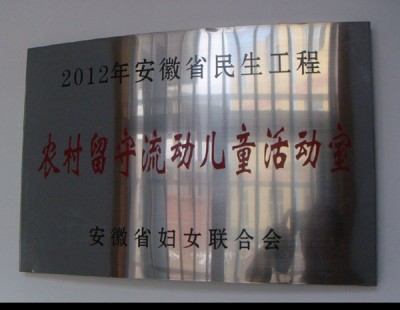 2012年安徽省民生工程
农村留守流动儿童活动室
安徽省妇女联合会